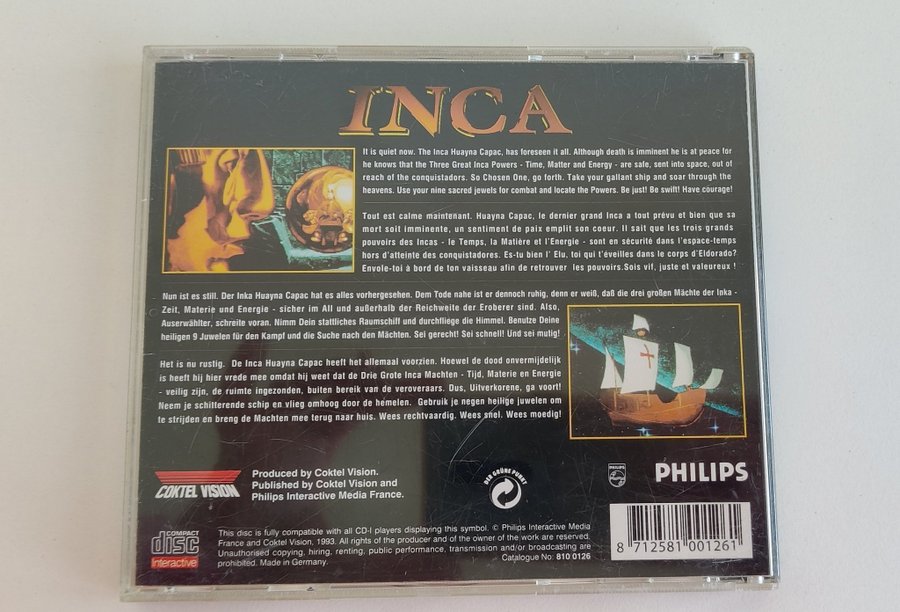 INCA
It is quiet now. The Inca Huayna Capac, has foreseen it all. Although death is imminent he is at peace for
he knows that the Three Great Inca Powers - Time, Matter and Energy - are safe, sent into space, out of
reach of the conquistadors. So Chosen One, go forth. Take your gallant ship and soar through the
heavens. Use your nine sacred jewels for combat and locate the Powers. Be just! Be swift! Have courage!
Tout est calme maintenant. Huayna Capac, le dernier grand Inca a tout prévu et bien que sa
mort soit imminente, un sentiment de paix emplit son coeur. Il sait que les trois grands
pouvoirs des Incas - le Temps, la Matière et l'Energie - sont en sécurité dans l'espace-temps
hors d'atteinte des conquistadores. Es-tu bien l' Elu, toi qui t'éveilles dans le corps d'Eldorado?
Envole-toi à bord de ton vaisseau afin de retrouver les pouvoirs.Sois vif, juste et valeureux !
Nun ist es still. Der Inka Huayna Capac hat es alles vorhergesehen. Dem Tode nahe ist er dennoch ruhig, denn er weiß, daß die drei großen Mächte der Inka -
Zeit, Materie und Energie - sicher im All und außerhalb der Reichweite der Eroberer sind. Also,
Auserwählter, schreite voran. Nimm Dein stattliches Raumschiff und durchfliege die Himmel. Benutze Deine
heiligen 9 Juwelen für den Kampf und die Suche nach den Mächten. Sei gerecht! Sei schnell! Und sei mutig!
Het is nu rustig. De Inca Huayna Capac heeft het allemaal voorzien. Hoewel de dood onvermijdelijk
is heeft hij hier vrede mee omdat hij weet dat de Drie Grote Inca Machten - Tijd, Materie en Energie
- veilig zijn, de ruimte ingezonden, buiten bereik van de veroveraars. Dus, Uitverkorene, ga voort!
Neem je schitterende schip en vlieg omhoog door de hemelen. Gebruik je negen heilige juwelen om
te strijden en breng de Machten mee terug naar huis. Wees rechtvaardig. Wees snel. Wees moedig!
COKTEL VISION
Produced by Coktel Vision.
Published by Coktel Vision and
Philips Interactive Media France.
DER GRÜNE PUNKT
PHILIPS
PHILIPS
COMPACT
disc
Interactive
This disc is fully compatible with all CD-I players displaying this symbol. © Philips Interactive Media
France and Coktel Vision, 1993. All rights of the producer and of the owner of the work are reserved.
Unauthorised copying, hiring, renting, public performance, transmission and/or broadcasting are
prohibited. Made in Germany.
Catalogue No: 810 0126
8 712581 001261